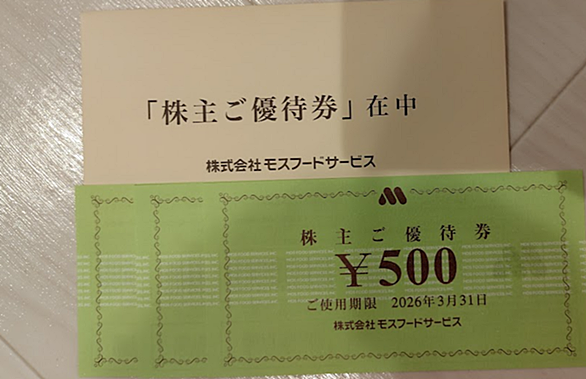 「株主ご優待券」在中
株式会社モスフードサービス
株主ご優待券
¥500
ご使用期限 2026年3月31日
株式会社モスフードサービス